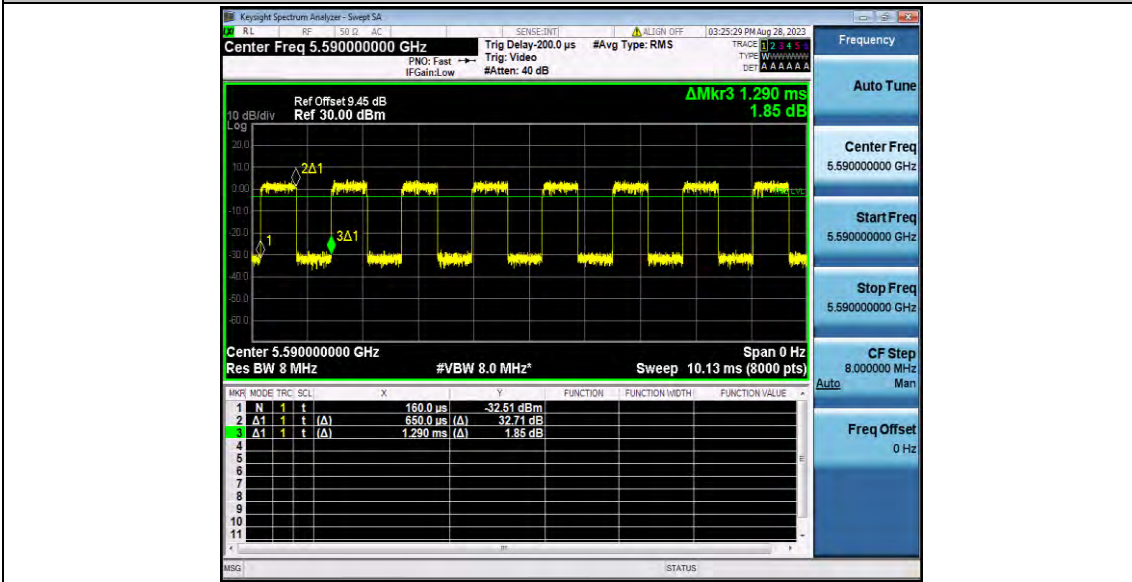 Keysight Spectrum Analyzer - Swept SA
RL RF 50 Ω AC SENSE:INT ALIGN OFF 03:25:29 PM Aug 28, 2023
Center Freq 5.590000000 GHz
PNO: Fast
IFGain:Low
Trig Delay-200.0 µs
Trig: Video
#Atten: 40 dB
#Avg Type: RMS
TRACE 1 2 3 4 5 6
TYPE WWWWWW
DET A A A A A A
ΔMkr3 1.290 ms
1.85 dB
Ref Offset 9.45 dB
10 dB/div Ref 30.00 dBm
Log
20.0
10.0
0.00
-10.0
-20.0
-30.0
-40.0
-50.0
-60.0
2Δ1
1
3Δ1
Center 5.590000000 GHz Span 0 Hz
Res BW 8 MHz #VBW 8.0 MHz* Sweep 10.13 ms (8000 pts)
MKR MODE TRC SCL X Y FUNCTION FUNCTION WIDTH FUNCTION VALUE
1 N 1 t 160.0 µs -32.51 dBm
2 Δ1 1 t (Δ) 650.0 µs (Δ) 32.71 dB
3 Δ1 1 t (Δ) 1.290 ms (Δ) 1.85 dB
4
5
6
7
8
9
10
11
MSG STATUS
Frequency
Auto Tune
Center Freq
5.590000000 GHz
Start Freq
5.590000000 GHz
Stop Freq
5.590000000 GHz
CF Step
8.000000 MHz
Auto Man
Freq Offset
0 Hz